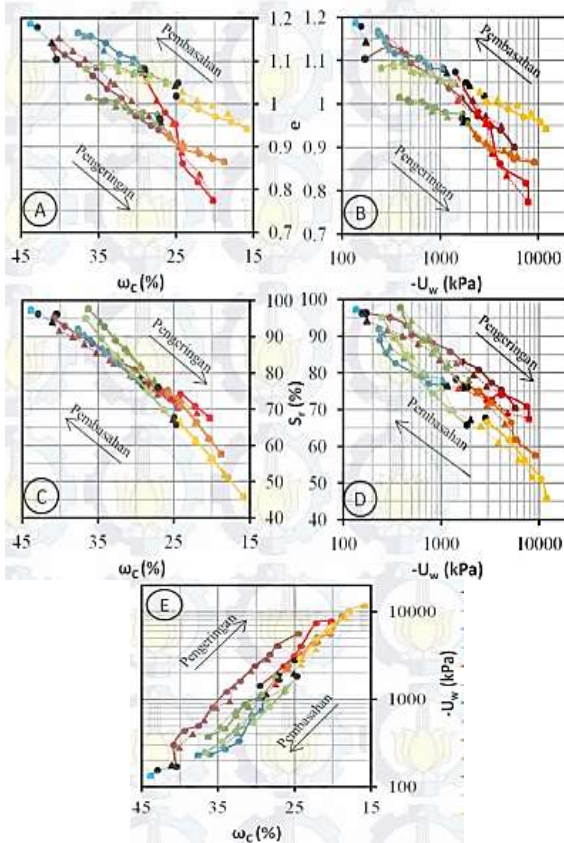 1,2
1,1
1
0,9
0,8
0,7
e
Pembasahan
Pengeringan
A
45
35
25
15
ωc(%)
1,2
1,1
1
0,9
0,8
0,7
Pembasahan
Pengeringan
B
100
1000
10000
-Uw (kPa)
100
90
80
70
60
50
40
Sr (%)
Pengeringan
Pembasahan
C
45
35
25
15
ωc(%)
100
90
80
70
60
50
40
Pengeringan
Pembasahan
D
100
1000
10000
-Uw (kPa)
E
Pengeringan
Pembasahan
10000
1000
100
-Uw (kPa)
45
35
25
15
ωc(%)